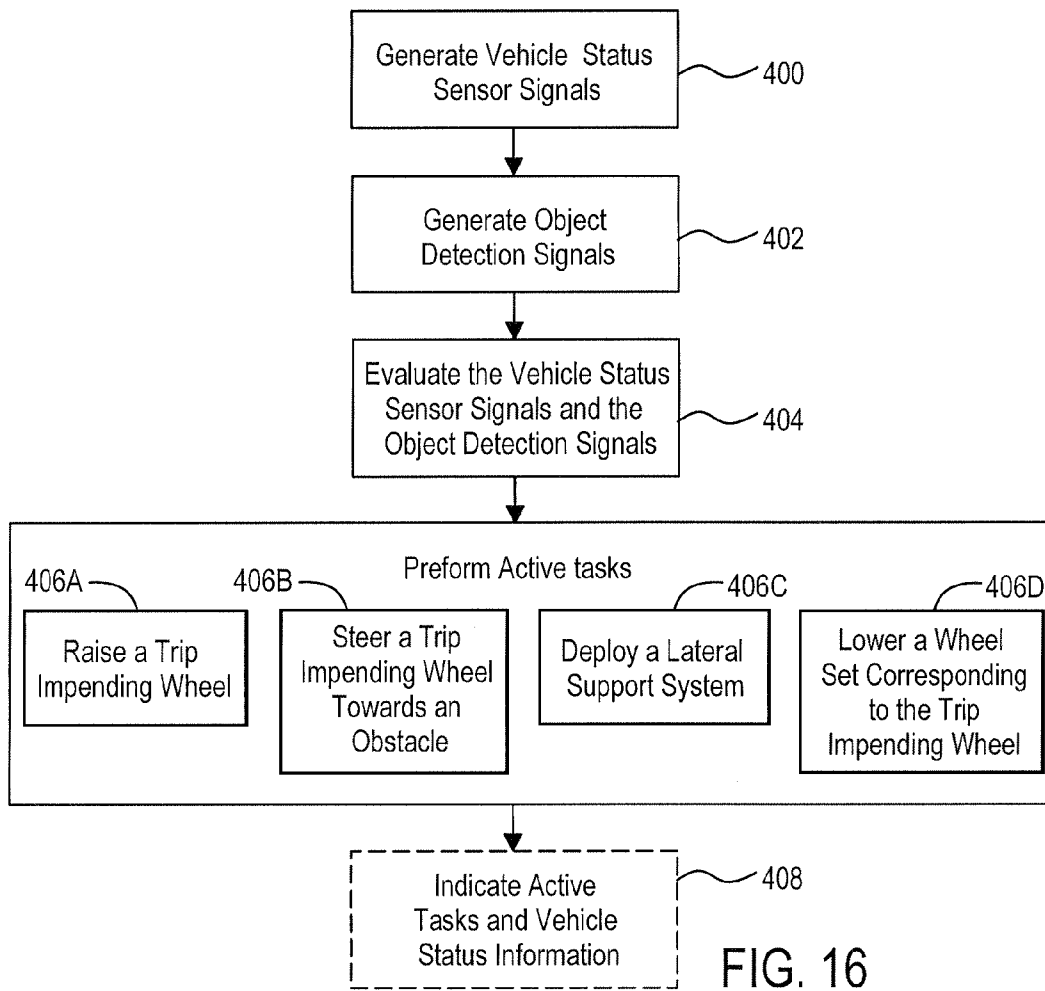 Generate Vehicle Status
Sensor Signals
400
Generate Object
Detection Signals
402
Evaluate the Vehicle Status
Sensor Signals and the
Object Detection Signals
404
Preform Active tasks
406A
Raise a Trip
Impending Wheel
406B
Steer a Trip
Impending Wheel
Towards an
Obstacle
406C
Deploy a Lateral
Support System
406D
Lower a Wheel
Set Corresponding
to the Trip
Impending Wheel
Indicate Active
Tasks and Vehicle
Status Information
408
FIG. 16